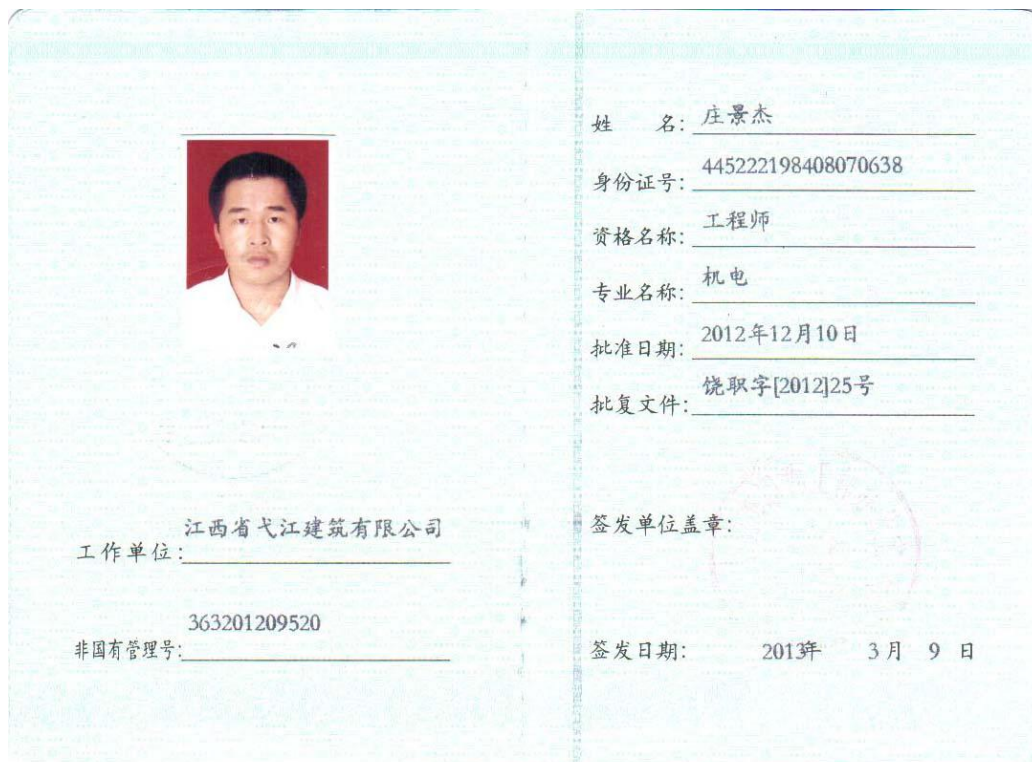 姓 名: 庄景杰
身份证号: 445222198408070638
资格名称: 工程师
专业名称: 机电
批准日期: 2012年12月10日
批复文件: 饶职字[2012]25号
签发单位盖章:
签发日期: 2013年 3月 9 日
江西省弋江建筑有限公司
工作单位:
363201209520
非国有管理号: